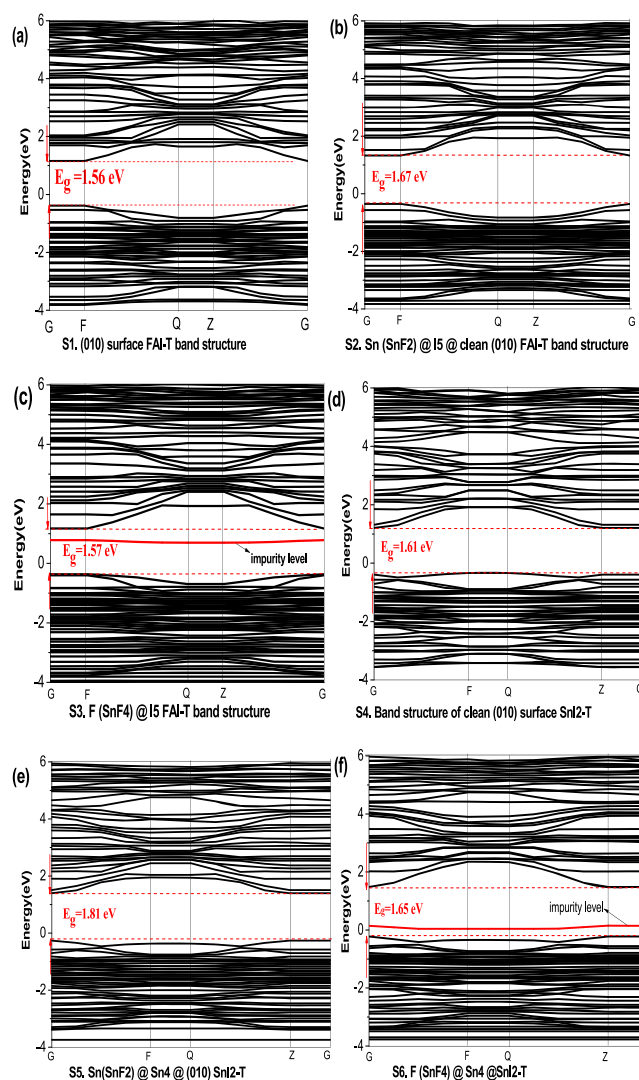 (a)
6
4
2
0
-2
-4
Energy(eV)
E_g=1.56 eV
G F Q Z G
S1. (010) surface FAI-T band structure
(b)
6
4
2
0
-2
-4
Energy(eV)
E_g=1.67 eV
G F Q Z G
S2. Sn (SnF2) @ I5 @ clean (010) FAI-T band structure
(c)
6
4
2
0
-2
-4
Energy(eV)
E_g=1.57 eV
impurity level
G F Q Z G
S3. F (SnF4) @ I5 FAI-T band structure
(d)
6
4
2
0
-2
-4
Energy(eV)
E_g=1.61 eV
G F Q Z
S4. Band structure of clean (010) surface SnI2-T
(e)
6
4
2
0
-2
-4
Energy(eV)
E_g=1.81 eV
G F Q Z G
S5. Sn(SnF2) @ Sn4 @ (010) SnI2-T
(f)
6
4
2
0
-2
-4
Energy(eV)
E_g=1.65 eV
impurity level
G F Q Z
S6. F (SnF4) @ Sn4 @SnI2-T